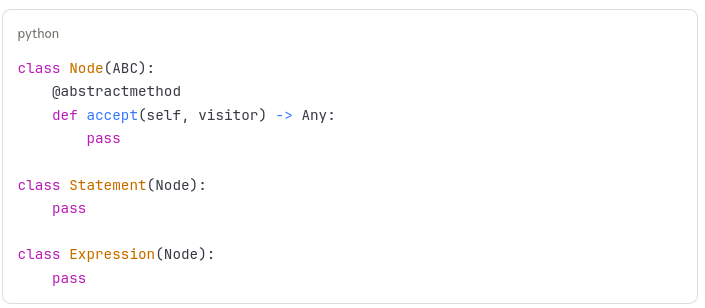 python
class Node(ABC):
    @abstractmethod
    def accept(self, visitor) -> Any:
        pass
class Statement(Node):
    pass
class Expression(Node):
    pass